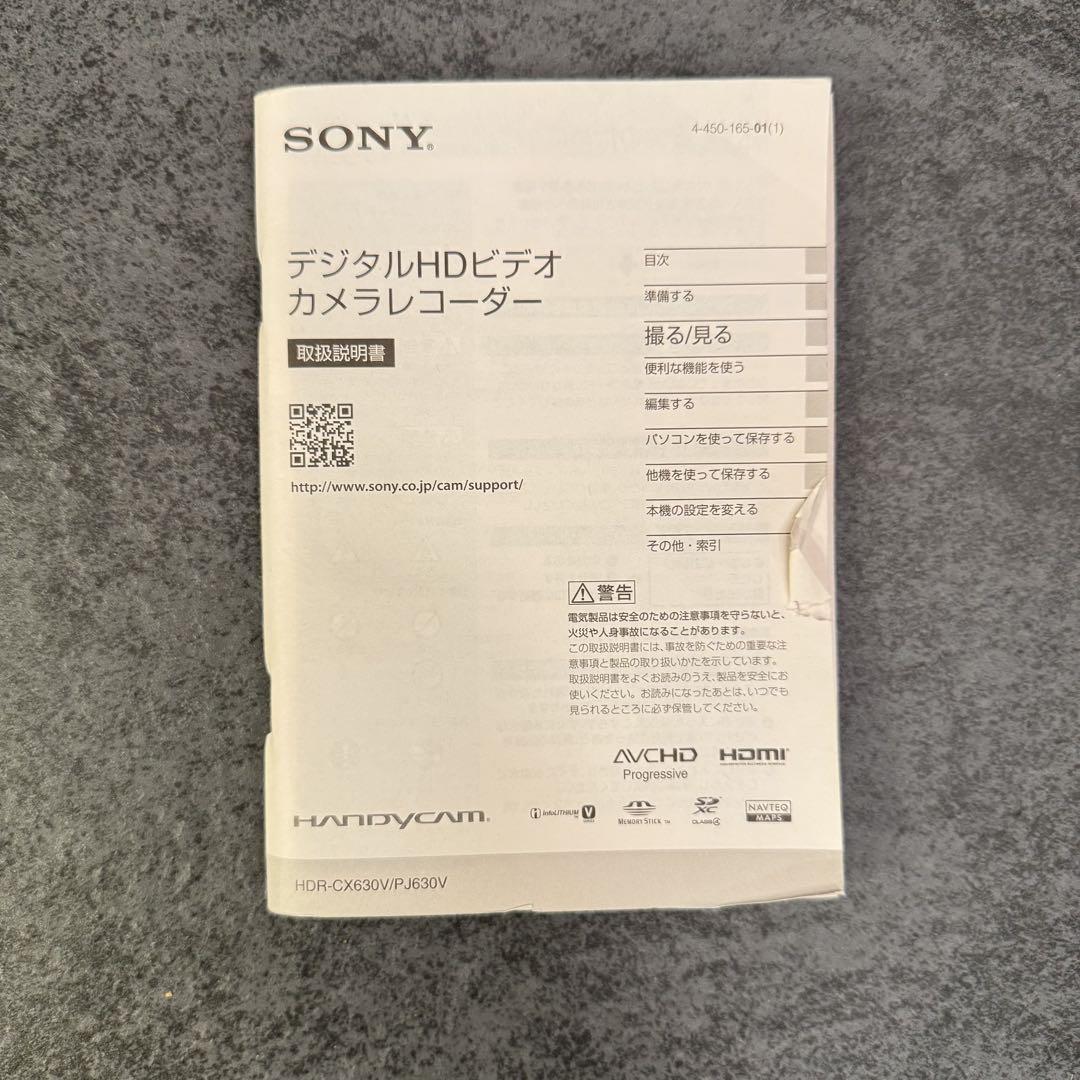 SONY®
4-450-165-01(1)
デジタルHDビデオ
カメラレコーダー
取扱説明書
http://www.sony.co.jp/cam/support/
目次
準備する
撮る/見る
便利な機能を使う
編集する
パソコンを使って保存する
他機を使って保存する
本機の設定を変える
その他・索引
警告
電気製品は安全のための注意事項を守らないと、
火災や人身事故になることがあります。
この取扱説明書には、事故を防ぐための重要な注
意事項と製品の取り扱いかたを示しています。
取扱説明書をよくお読みのうえ、製品を安全にお
使いください。お読みになったあとは、いつでも
見られるところに必ず保管してください。
AVCHD
Progressive
HDMI
HANDYCAM®
InfoLITHIUM™ V
MEMORY STICK™
SD XC
CLASS4
NAVTEQ
MAPS
HDR-CX630V/PJ630V